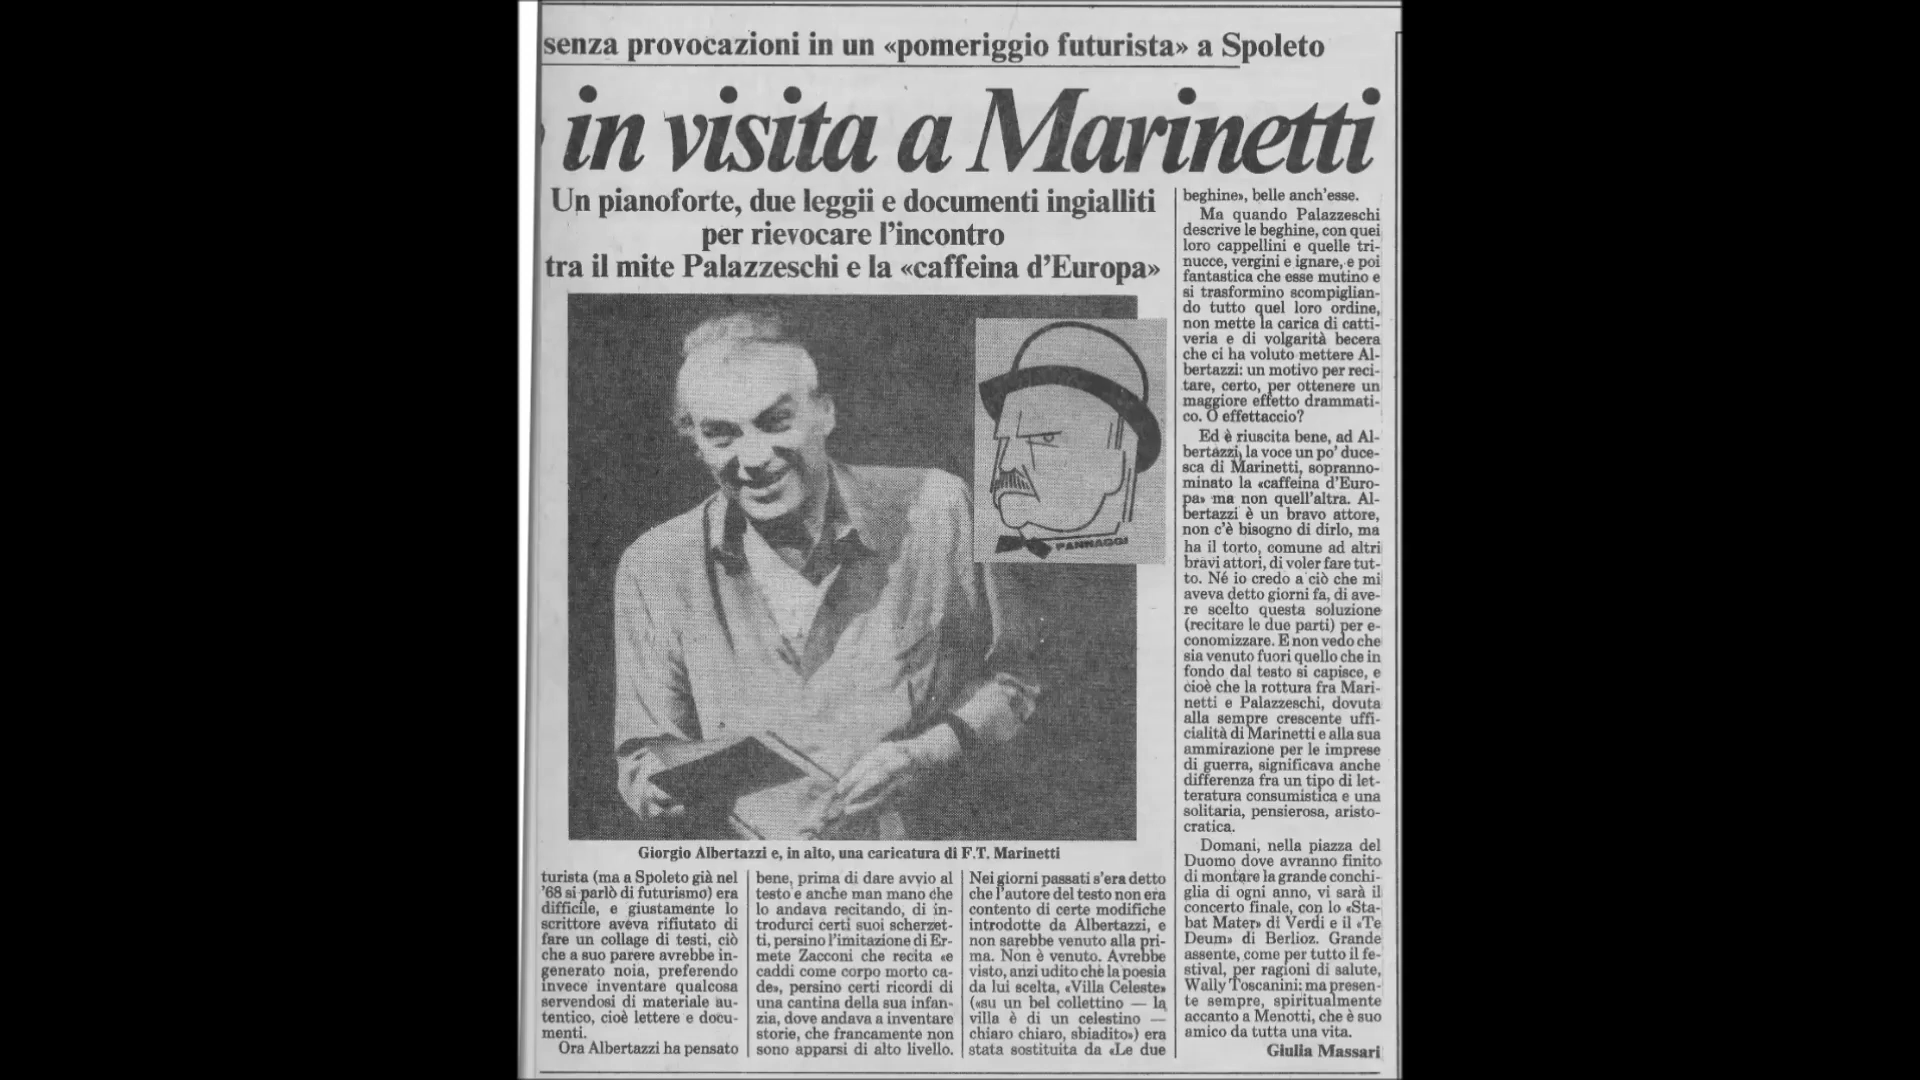 senza provocazioni in un «pomeriggio futurista» a Spoleto
in visita a Marinetti
Un pianoforte, due leggii e documenti ingialliti
per rievocare l'incontro
tra il mite Palazzeschi e la «caffeina d'Europa»
PANNAGGI
Giorgio Albertazzi e, in alto, una caricatura di F.T. Marinetti
turista (ma a Spoleto già nel
'68 si parlò di futurismo) era
difficile, e giustamente lo
scrittore aveva rifiutato di
fare un collage di testi, ciò
che a suo parere avrebbe in-
generato noia, preferendo
invece inventare qualcosa
servendosi di materiale au-
tentico, cioè lettere e docu-
menti.
Ora Albertazzi ha pensato
bene, prima di dare avvio al
testo e anche man mano che
lo andava recitando, di in-
trodurci certi suoi scherzet-
ti, persino l'imitazione di Er-
mete Zacconi che recita «e
caddi come corpo morto ca-
de», persino certi ricordi di
una cantina della sua infan-
zia, dove andava a inventare
storie, che francamente non
sono apparsi di alto livello.
Nei giorni passati s'era detto
che l'autore del testo non era
contento di certe modifiche
introdotte da Albertazzi, e
non sarebbe venuto alla pri-
ma. Non è venuto. Avrebbe
visto, anzi udito che la poesia
da lui scelta, «Villa Celeste»
(«su un bel collettino — la
villa è di un celestino —
chiaro chiaro, sbiadito») era
stata sostituita da «Le due
beghine», belle anch'esse.
Ma quando Palazzeschi
descrive le beghine, con quei
loro cappellini e quelle tri-
nucce, vergini e ignare, e poi
fantastica che esse mutino e
si trasformino scompiglian-
do tutto quel loro ordine,
non mette la carica di catti-
veria e di volgarità becera
che ci ha voluto mettere Al-
bertazzi: un motivo per reci-
tare, certo, per ottenere un
maggiore effetto drammati-
co. O effettaccio?
Ed è riuscita bene, ad Al-
bertazzi, la voce un po' duce-
sca di Marinetti, sopranno-
minato la «caffeina d'Euro-
pa» ma non quell'altra. Al-
bertazzi è un bravo attore,
non c'è bisogno di dirlo, ma
ha il torto, comune ad altri
bravi attori, di voler fare tut-
to. Né io credo a ciò che mi
aveva detto giorni fa, di ave-
re scelto questa soluzione
(recitare le due parti) per e-
conomizzare. E non vedo che
sia venuto fuori quello che in
fondo dal testo si capisce, e
cioè che la rottura fra Mari-
netti e Palazzeschi, dovuta
alla sempre crescente uffi-
cialità di Marinetti e alla sua
ammirazione per le imprese
di guerra, significava anche
differenza fra un tipo di let-
teratura consumistica e una
solitaria, pensierosa, aristo-
cratica.
Domani, nella piazza del
Duomo dove avranno finito
di montare la grande conchi-
glia di ogni anno, vi sarà il
concerto finale, con lo «Sta-
bat Mater» di Verdi e il «Te
Deum» di Berlioz. Grande
assente, come per tutto il fe-
stival, per ragioni di salute,
Wally Toscanini: ma presen-
te sempre, spiritualmente
accanto a Menotti, che è suo
amico da tutta una vita.
Giulia Massari